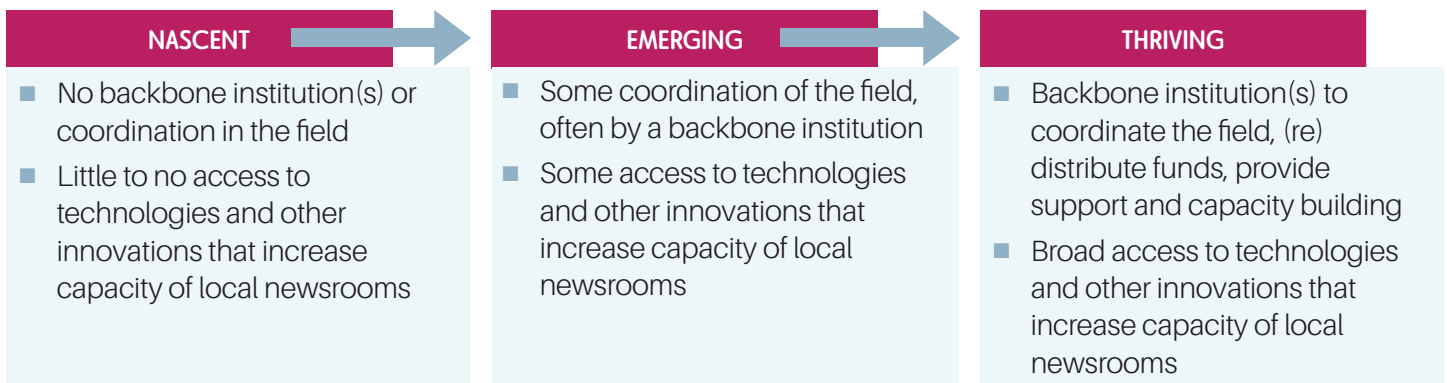 NASCENT
No backbone institution(s) or
coordination in the field
Little to no access to
technologies and other
innovations that increase
capacity of local newsrooms
EMERGING
Some coordination of the field,
often by a backbone institution
Some access to technologies
and other innovations that
increase capacity of local
newsrooms
THRIVING
Backbone institution(s) to
coordinate the field, (re)
distribute funds, provide
support and capacity building
Broad access to technologies
and other innovations that
increase capacity of local
newsrooms